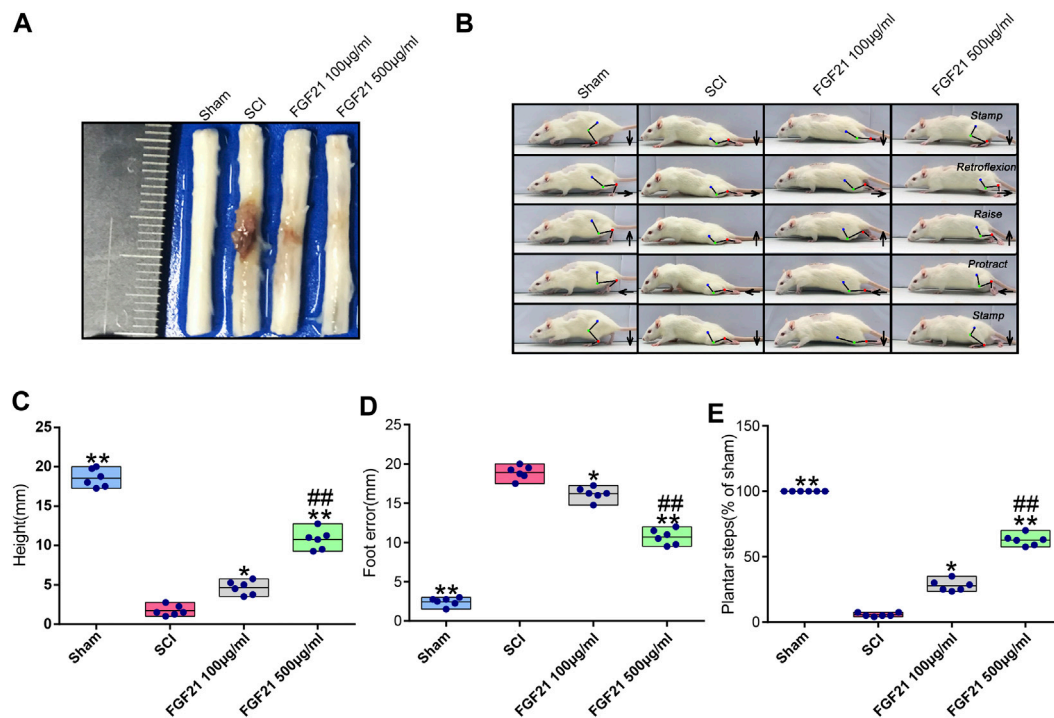 A
Sham
SCI
FGF21 100μg/ml
FGF21 500μg/ml
B
Sham
SCI
FGF21 100μg/ml
FGF21 500μg/ml
Stamp
Retroflexion
Raise
Protract
Stamp
C
Height(mm)
25
20
15
10
5
0
**
*
##
**
Sham
SCI
FGF21 100μg/ml
FGF21 500μg/ml
D
Foot error(mm)
25
20
15
10
5
0
**
*
##
**
Sham
SCI
FGF21 100μg/ml
FGF21 500μg/ml
E
Plantar steps(% of sham)
150
100
50
0
**
*
##
**
Sham
SCI
FGF21 100μg/ml
FGF21 500μg/ml